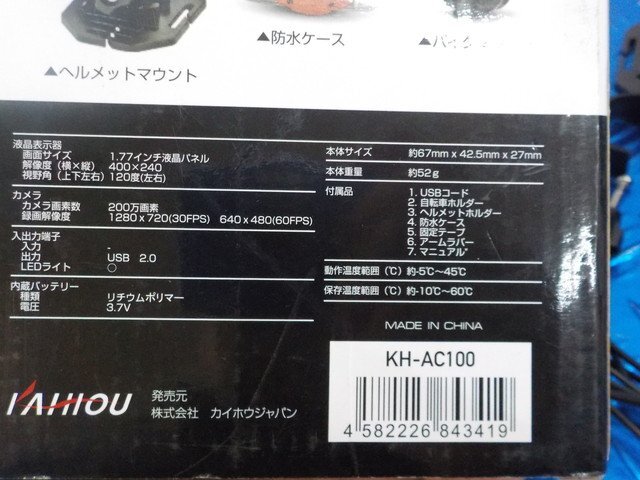 ▲ヘルメットマウント
▲防水ケース
液晶表示器
画面サイズ 1.77インチ液晶パネル
解像度（横×縦） 400×240
視野角（上下左右） 120度(左右)
カメラ
カメラ画素数 200万画素
録画解像度 1280×720(30FPS) 640×480(60FPS)
入出力端子
入力 -
出力 USB 2.0
LEDライト ○
内蔵バッテリー
種類 リチウムポリマー
電圧 3.7V
本体サイズ 約67mm x 42.5mm x 27mm
本体重量 約52g
付属品 1. USBコード
2. 自転車ホルダー
3. ヘルメットホルダー
4. 防水ケース
5. 固定テープ
6. アームラバー
7. マニュアル
動作温度範囲（℃） 約-5℃～45℃
保存温度範囲（℃） 約-10℃～60℃
MADE IN CHINA
KH-AC100
4 582226 843419
KAIHOU
発売元
株式会社 カイホウジャパン